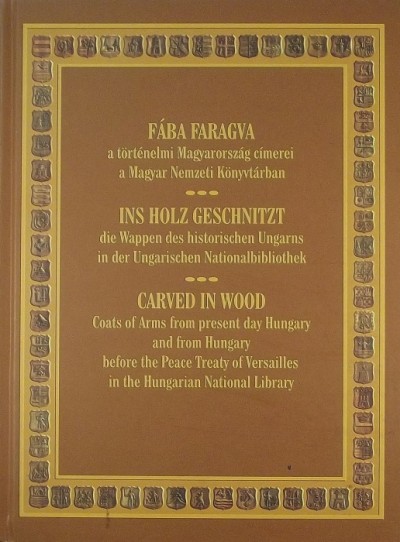 FÁBA FARAGVA
a történelmi Magyarország címerei
a Magyar Nemzeti Könyvtárban
INS HOLZ GESCHNITZT
die Wappen des historischen Ungarns
in der Ungarischen Nationalbibliothek
CARVED IN WOOD
Coats of Arms from present day Hungary
and from Hungary
before the Peace Treaty of Versailles
in the Hungarian National Library